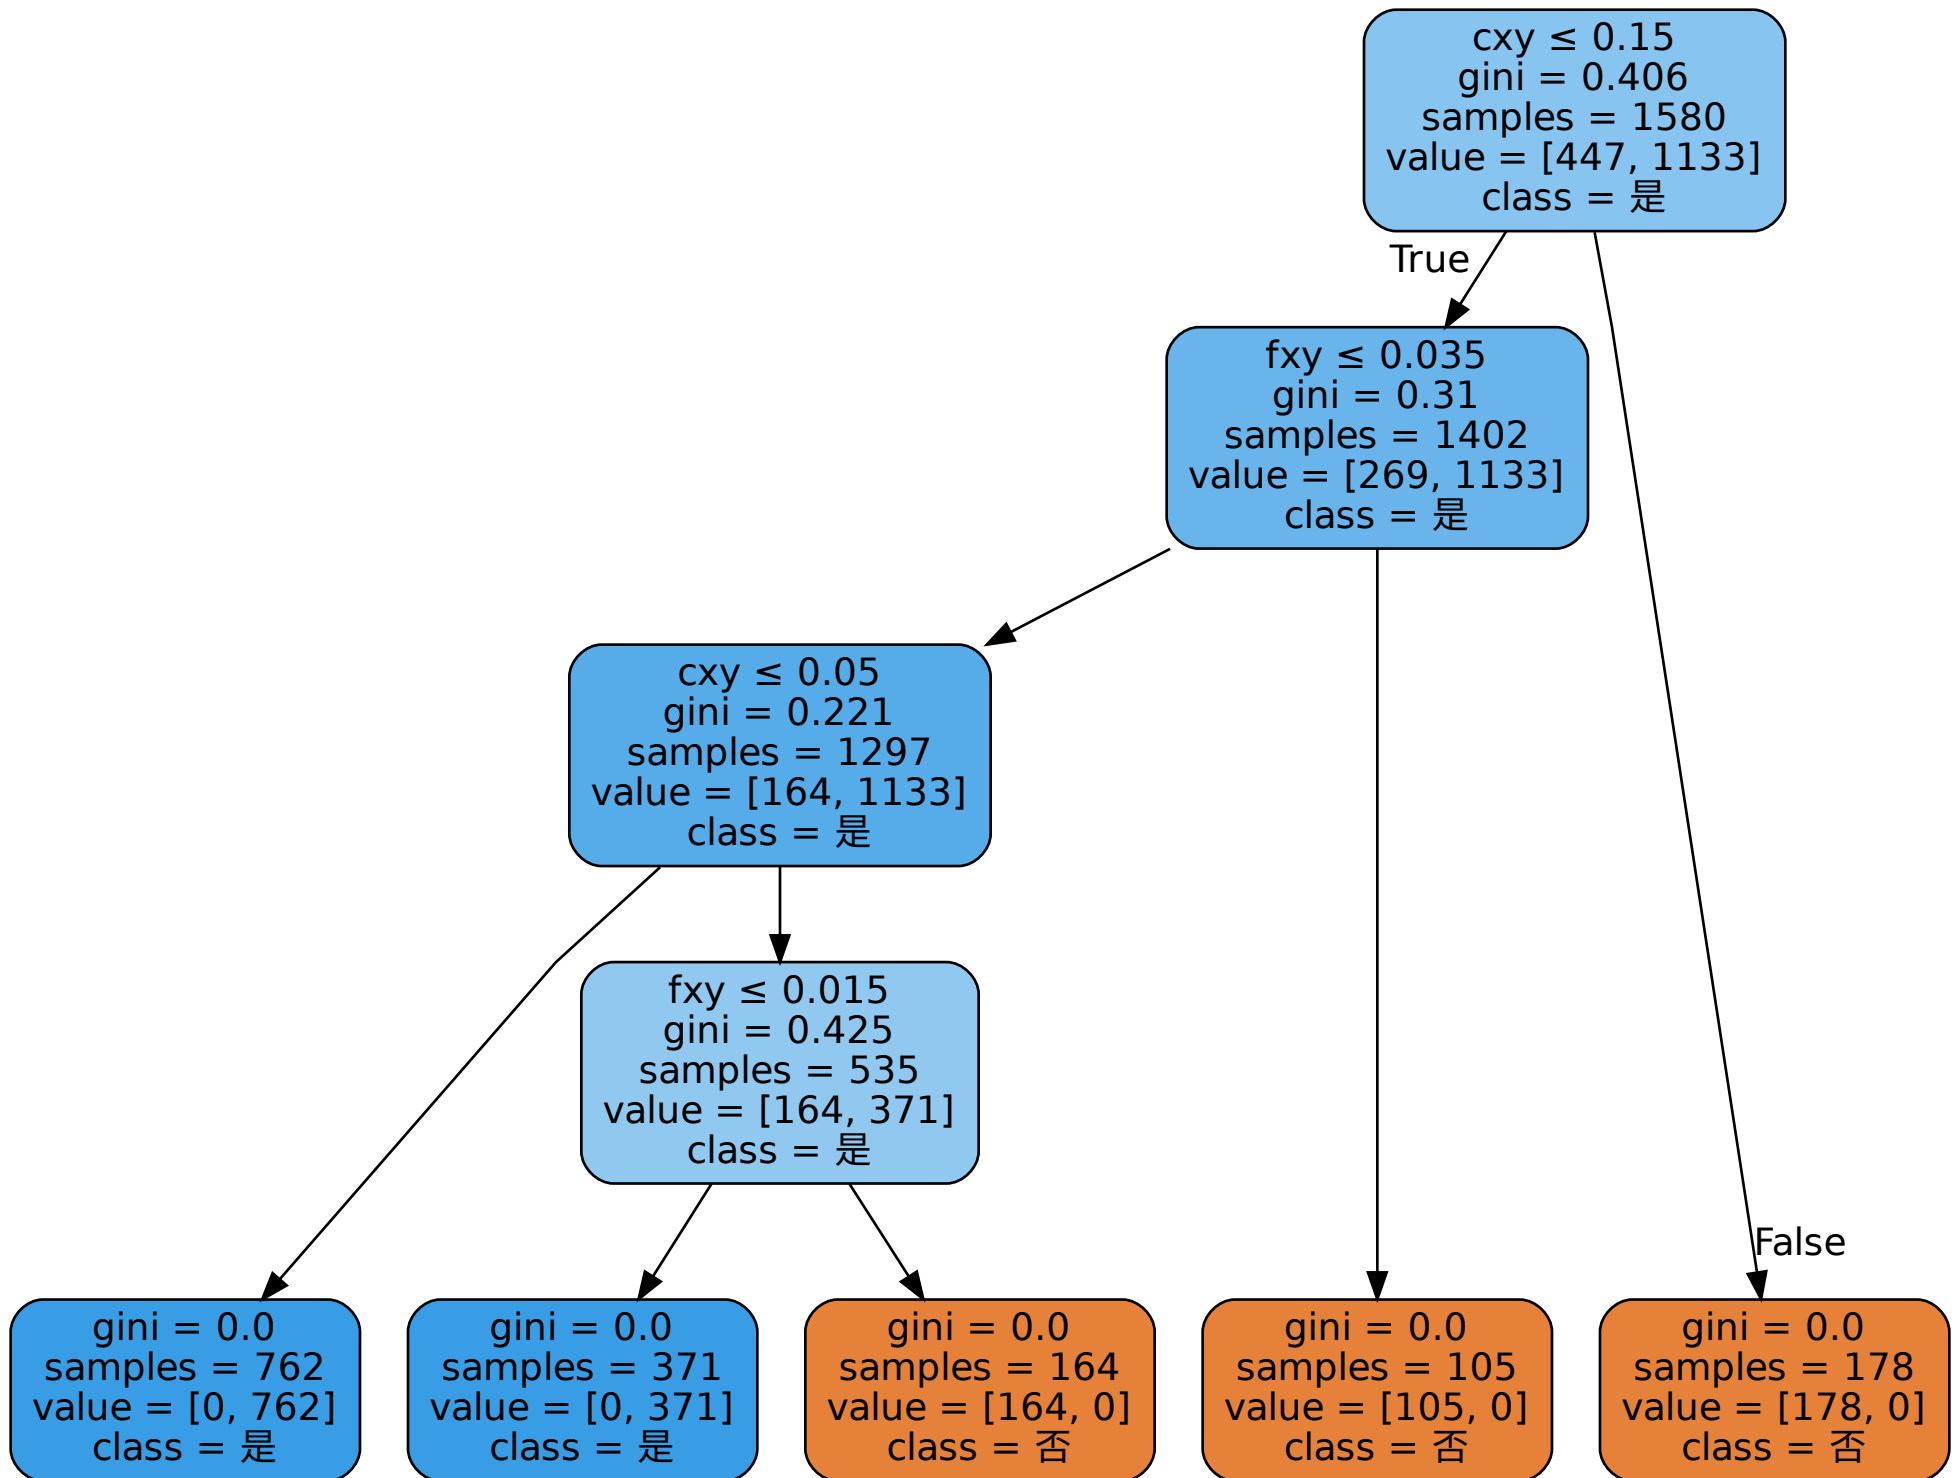 cxy ≤ 0.15
gini = 0.406
samples = 1580
value = [447, 1133]
class = 是
True
fxy ≤ 0.035
gini = 0.31
samples = 1402
value = [269, 1133]
class = 是
cxy ≤ 0.05
gini = 0.221
samples = 1297
value = [164, 1133]
class = 是
fxy ≤ 0.015
gini = 0.425
samples = 535
value = [164, 371]
class = 是
False
gini = 0.0
samples = 762
value = [0, 762]
class = 是
gini = 0.0
samples = 371
value = [0, 371]
class = 是
gini = 0.0
samples = 164
value = [164, 0]
class = 否
gini = 0.0
samples = 105
value = [105, 0]
class = 否
gini = 0.0
samples = 178
value = [178, 0]
class = 否